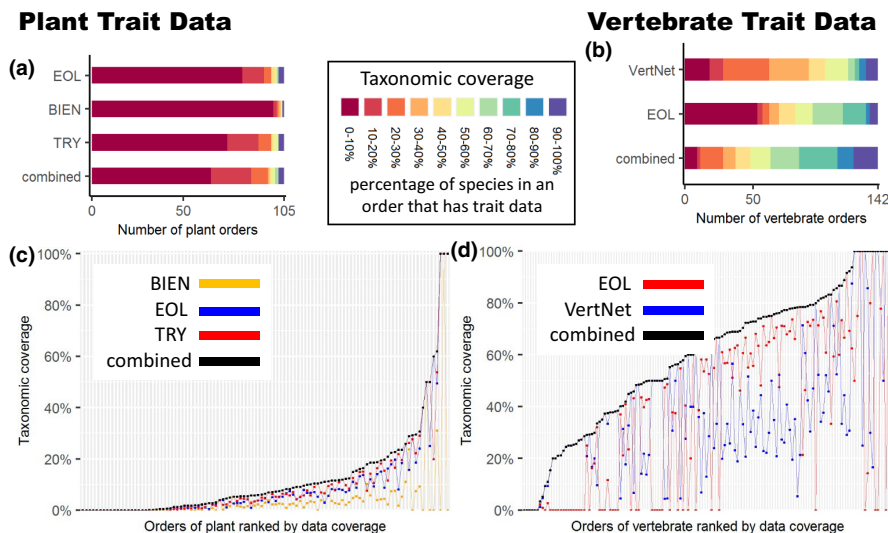 Plant Trait Data
Vertebrate Trait Data
(a)
EOL
BIEN
TRY
combined
0
50
105
Number of plant orders
Taxonomic coverage
0-10%
10-20%
20-30%
30-40%
40-50%
50-60%
60-70%
70-80%
80-90%
90-100%
percentage of species in an
order that has trait data
(b)
VertNet
EOL
combined
0
50
142
Number of vertebrate orders
(c)
100%
80%
60%
40%
20%
0%
Taxonomic coverage
BIEN
EOL
TRY
combined
Orders of plant ranked by data coverage
(d)
100%
80%
60%
40%
20%
0%
Taxonomic coverage
EOL
VertNet
combined
Orders of vertebrate ranked by data coverage